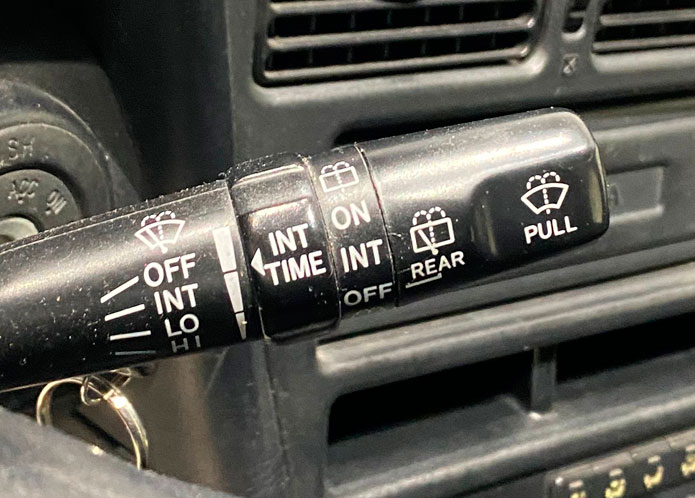 OFF
INT
LO
HI
INT
TIME
ON
INT
OFF
REAR
PULL